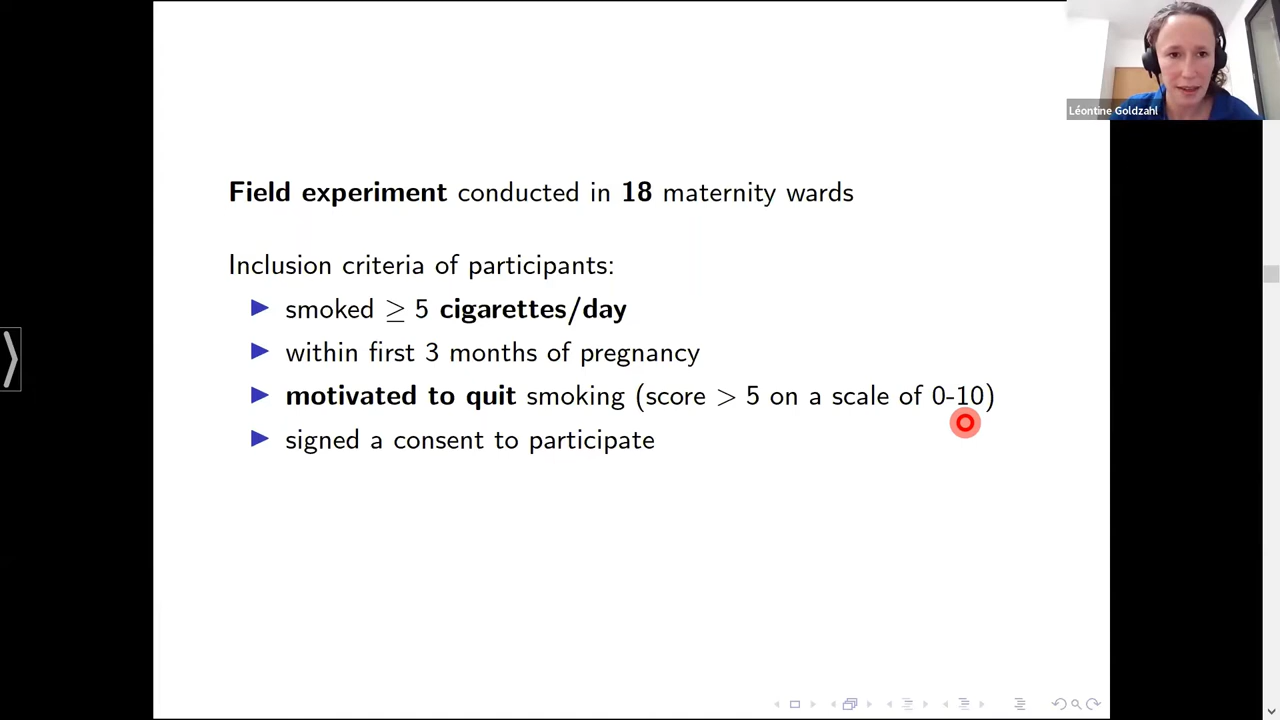 Léontine Goldzahl
Field experiment conducted in 18 maternity wards
Inclusion criteria of participants:
smoked ≥ 5 cigarettes/day
within first 3 months of pregnancy
motivated to quit smoking (score > 5 on a scale of 0-10)
signed a consent to participate